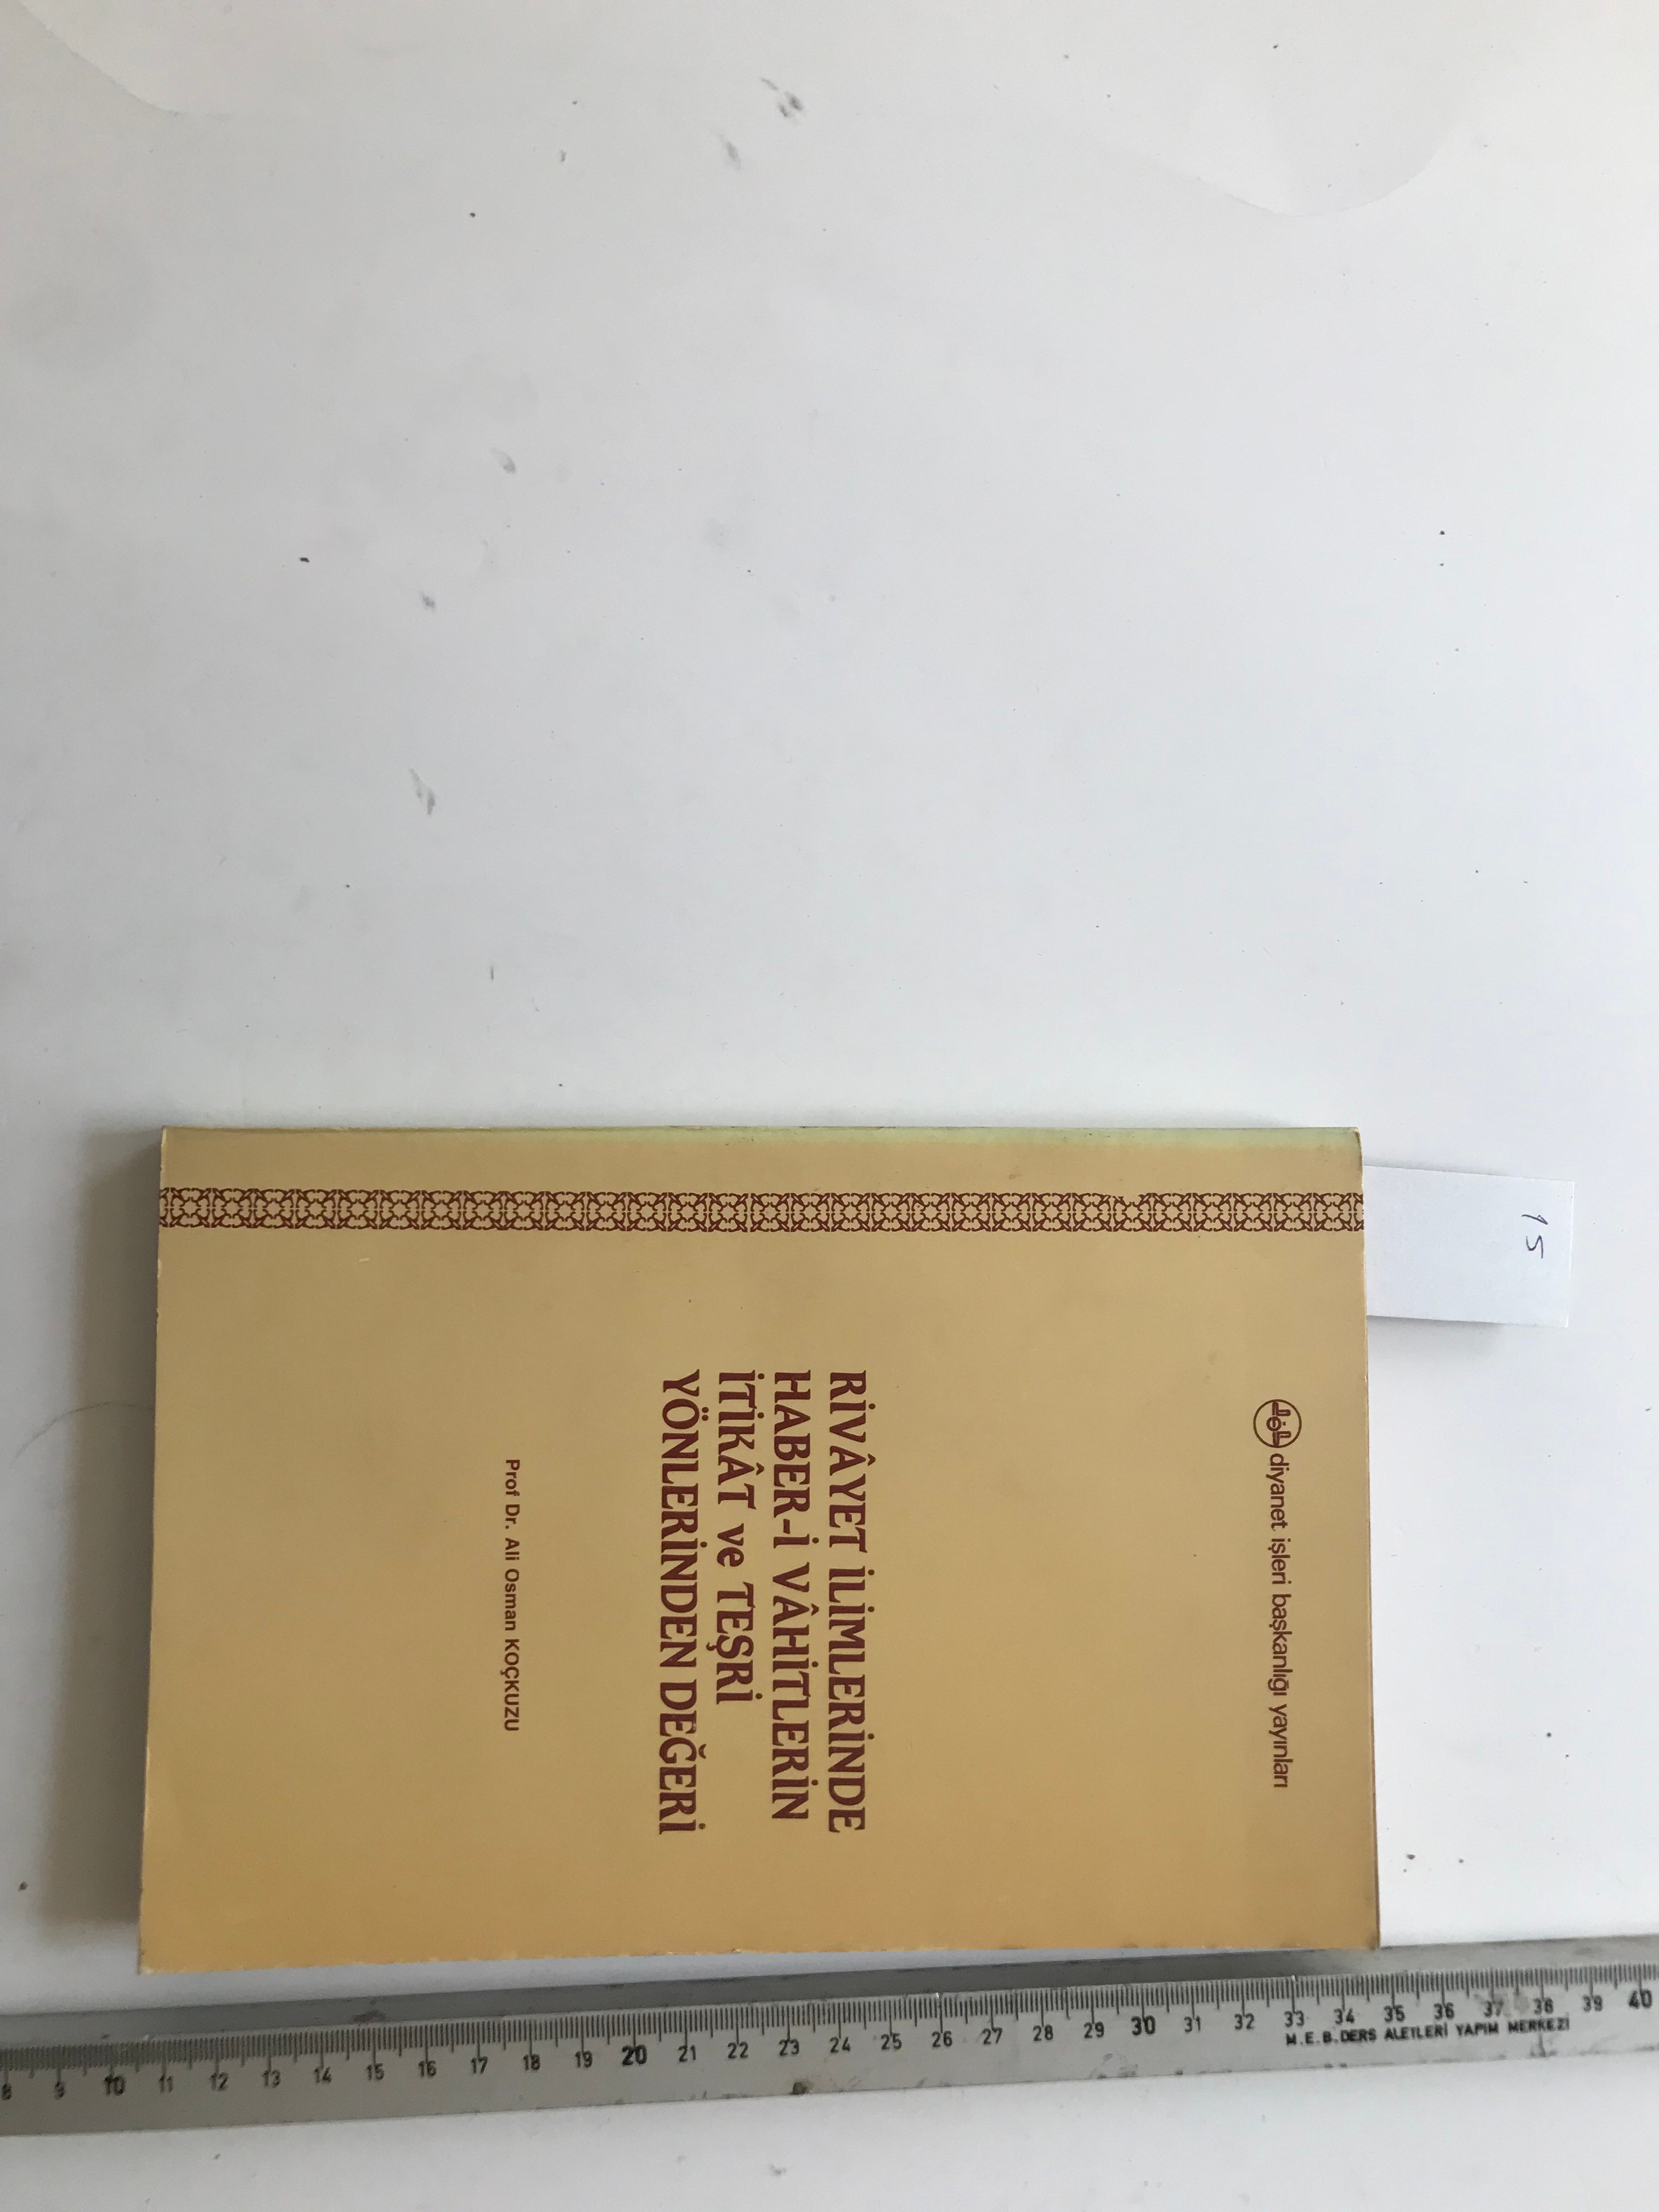 15
diyanet işleri başkanlığı yayınları
RİVÂYET İLİMLERİNDE
HABER-İ VÂHİTLERİN
İTİKÂT ve TEŞRİ
YÖNLERİNDEN DEĞERİ
Prof Dr. Ali Osman KOÇKUZU
8 9 10 11 12 13 14 15 16 17 18 19 20 21 22 23 24 25 26 27 28 29 30 31 32 33 34 35 36 37 38 39 40
M.E.B. DERS ALETLERİ YAPIM MERKEZİ